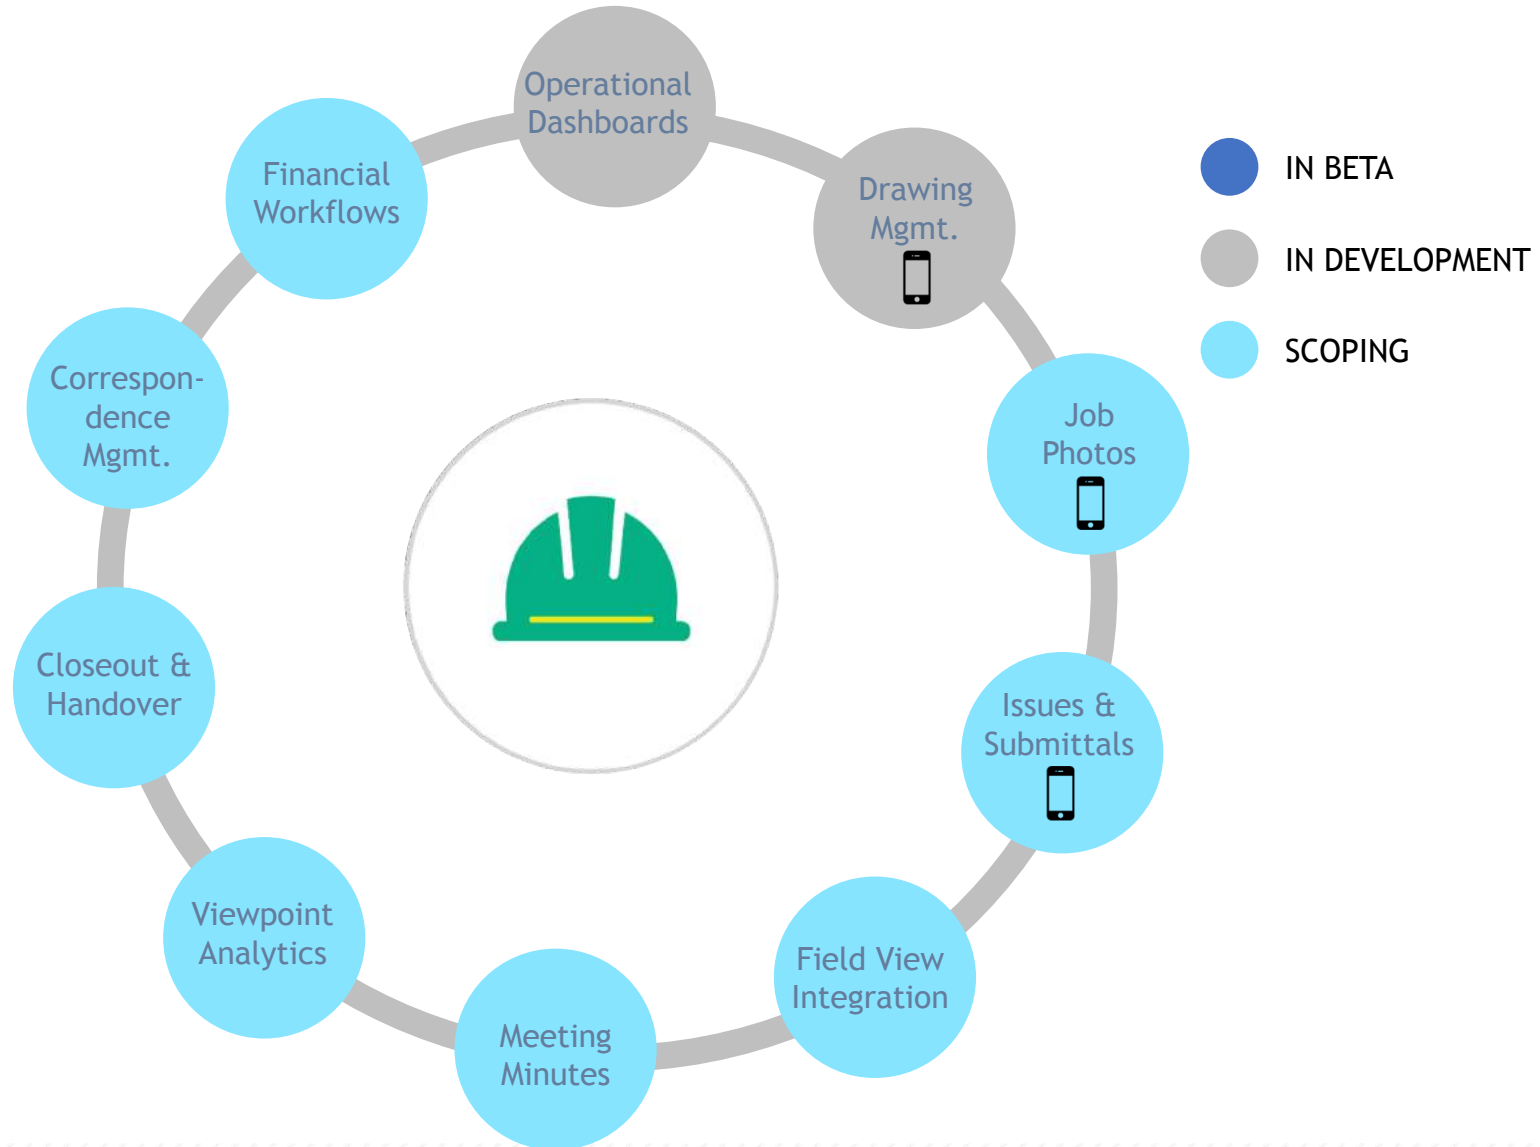 Operational
Dashboards
Drawing
Mgmt.
Job
Photos
Issues &
Submittals
Field View
Integration
Meeting
Minutes
Viewpoint
Analytics
Closeout &
Handover
Correspon-
dence
Mgmt.
Financial
Workflows
IN BETA
IN DEVELOPMENT
SCOPING